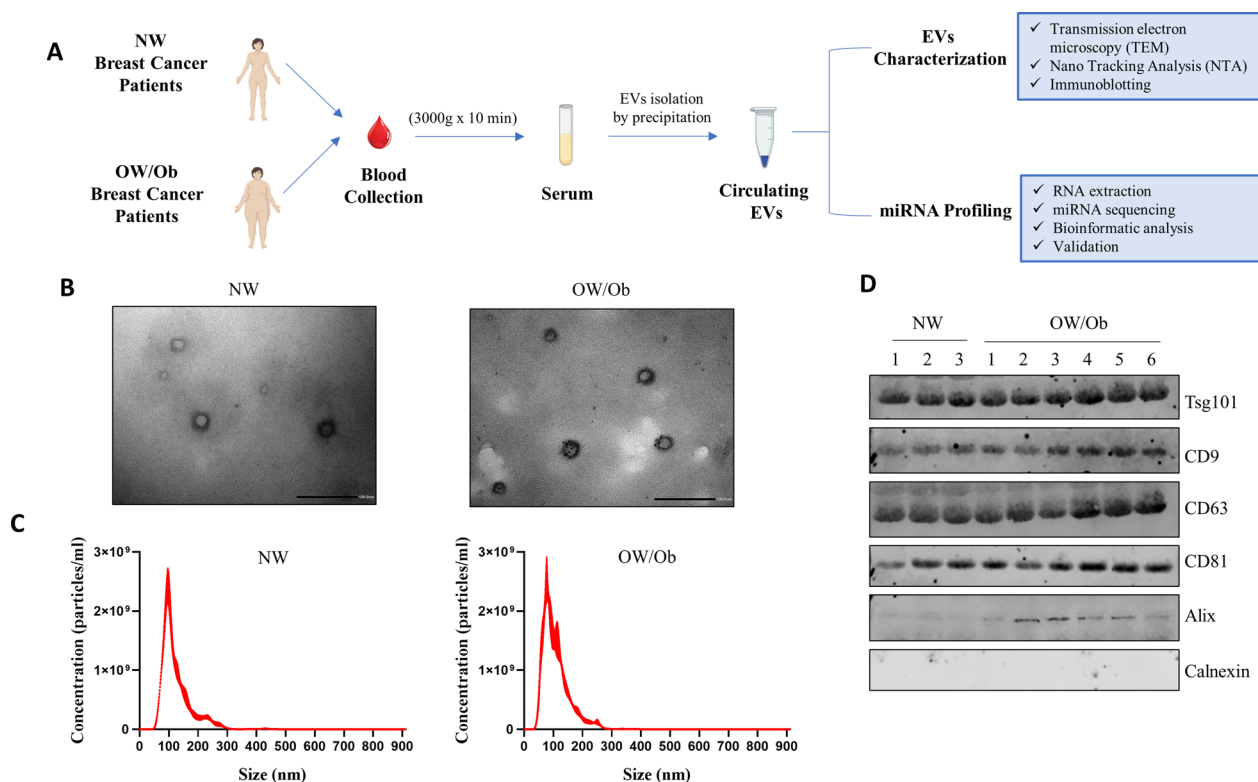 A
NW
Breast Cancer
Patients
OW/Ob
Breast Cancer
Patients
Blood
Collection
(3000g x 10 min)
Serum
EVs isolation
by precipitation
Circulating
EVs
EVs
Characterization
✓ Transmission electron
microscopy (TEM)
✓ Nano Tracking Analysis (NTA)
✓ Immunoblotting
miRNA Profiling
✓ RNA extraction
✓ miRNA sequencing
✓ Bioinformatic analysis
✓ Validation
B
NW
OW/Ob
C
NW
Concentration (particles/ml)
3×10⁹
2×10⁹
1×10⁹
0
0 100 200 300 400 500 600 700 800 900
Size (nm)
OW/Ob
Concentration (particles/ml)
3×10⁹
2×10⁹
1×10⁹
0
0 100 200 300 400 500 600 700 800 900
Size (nm)
D
NW OW/Ob
1 2 3 1 2 3 4 5 6
Tsg101
CD9
CD63
CD81
Alix
Calnexin